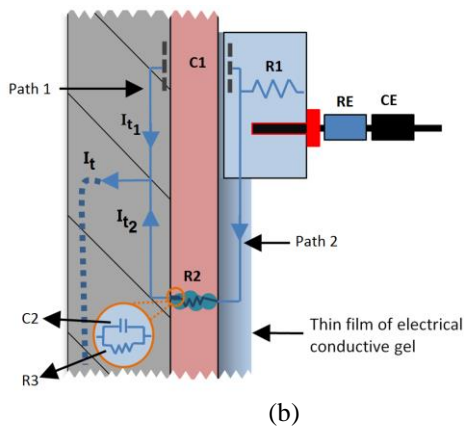 C1
R1
Path 1
RE
CE
It1
It
It2
Path 2
R2
C2
Thin film of electrical
conductive gel
R3
(b)